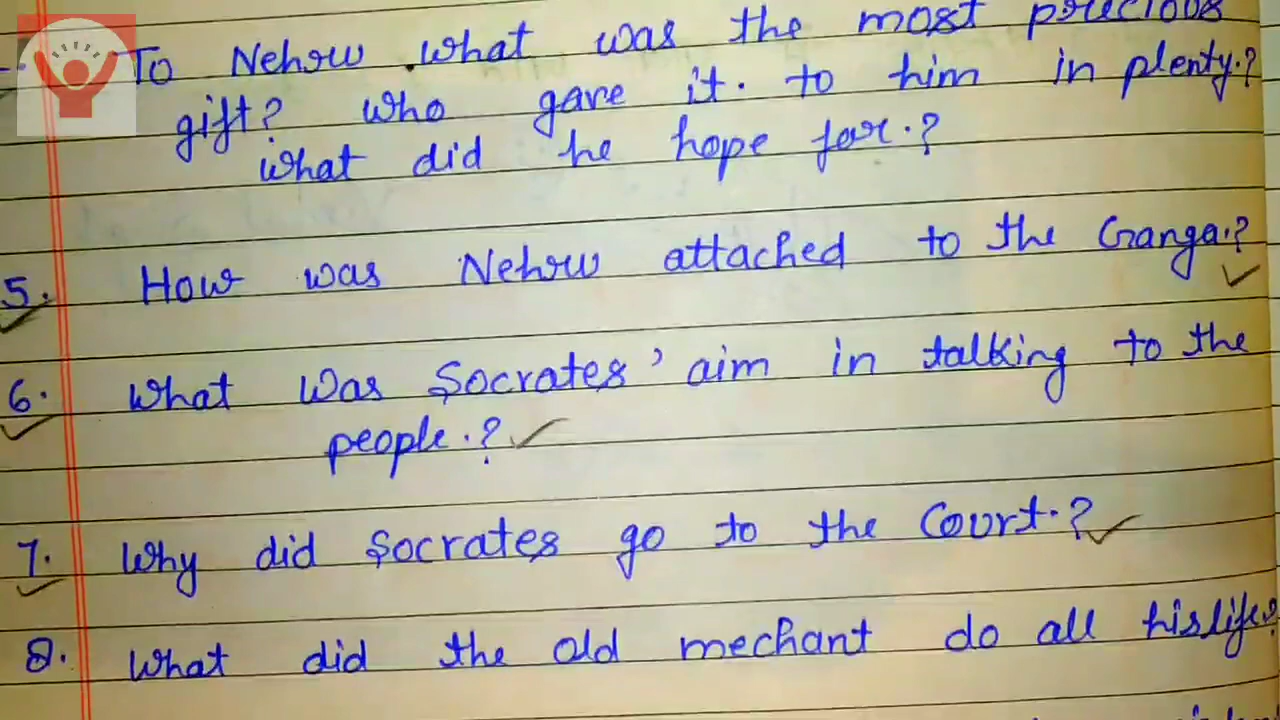 To Nehru what was the most precious
gift? Who gave it. to him in plenty.?
what did he hope for.?
5. How was Nehru attached to the Ganga.?
6. What was Socrates' aim in talking to the
people.?
7. Why did Socrates go to the Court.?
8. What did the old mechant do all his life?